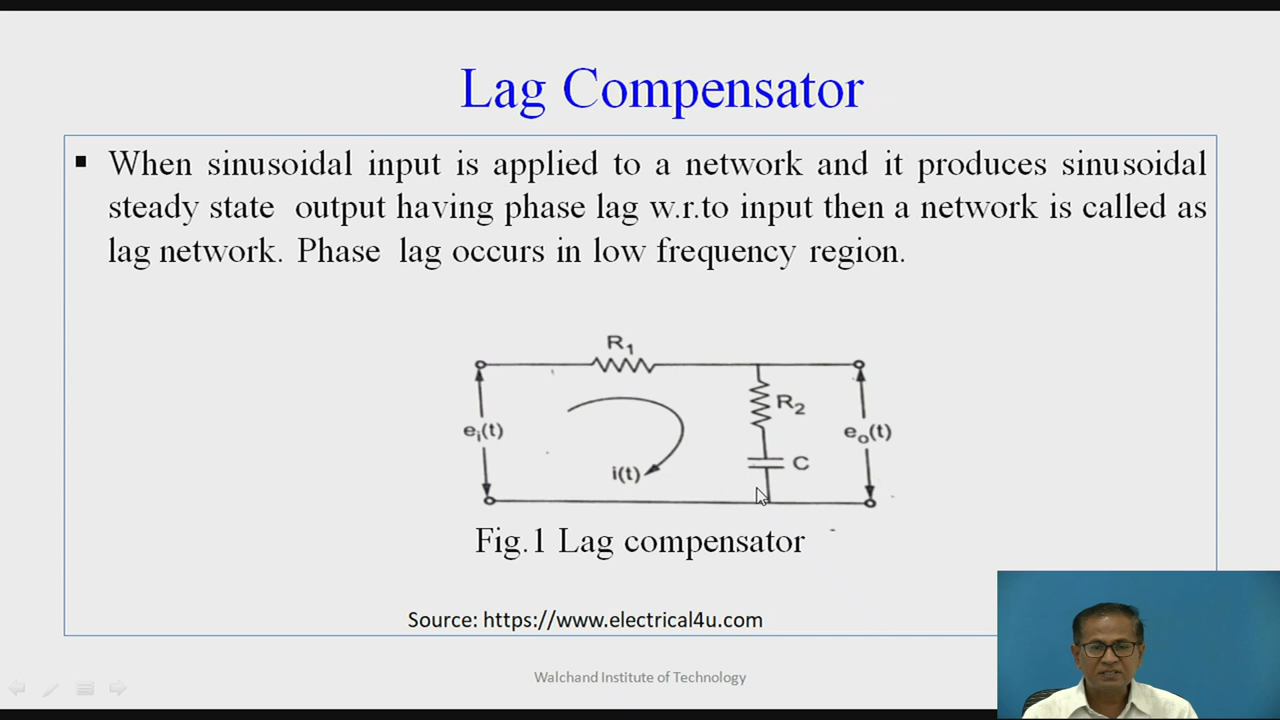 Lag Compensator
▪ When sinusoidal input is applied to a network and it produces sinusoidal
steady state output having phase lag w.r.to input then a network is called as
lag network. Phase lag occurs in low frequency region.
R1
R2
ei(t)
eo(t)
C
i(t)
Fig.1 Lag compensator
Source: https://www.electrical4u.com
Walchand Institute of Technology